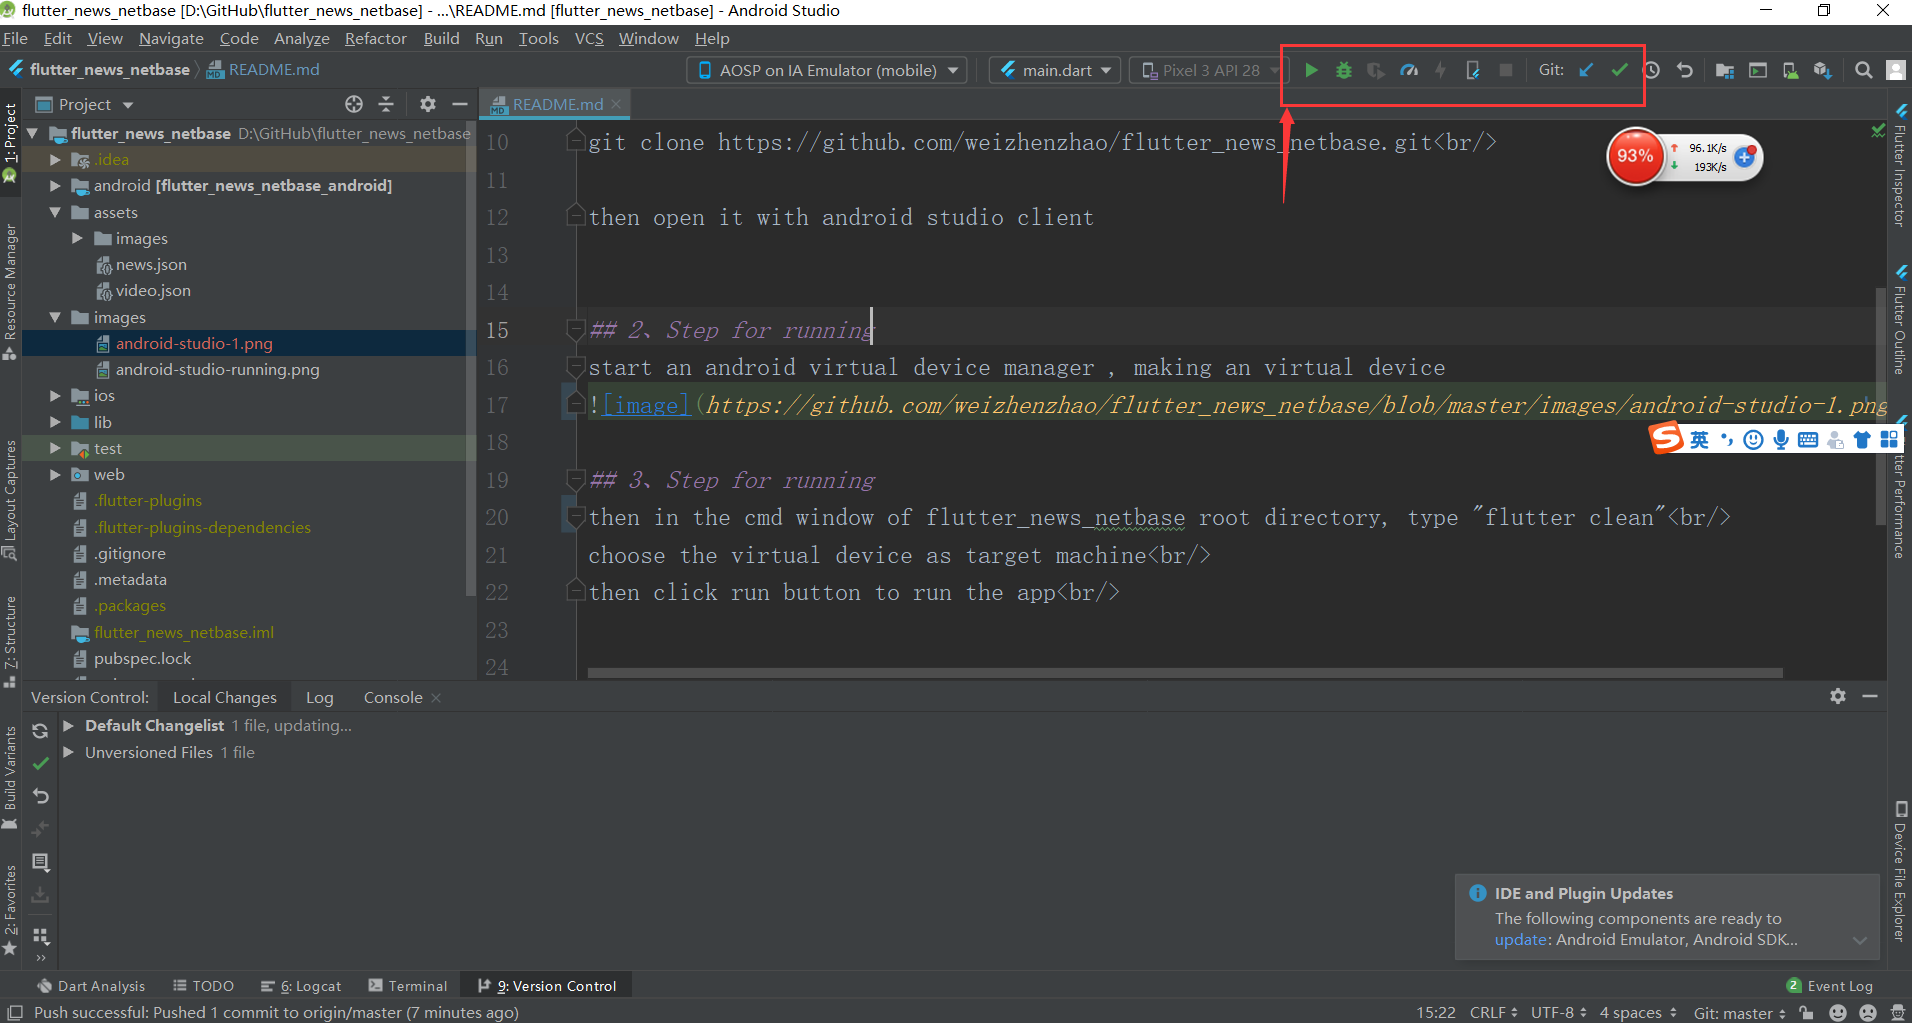 flutter_news_netbase [D:\GitHub\flutter_news_netbase] - ...\README.md [flutter_news_netbase] - Android Studio
File Edit View Navigate Code Analyze Refactor Build Run Tools VCS Window Help
flutter_news_netbase README.md AOSP on IA Emulator (mobile) main.dart Pixel 3 API 28 Git:
Project README.md
1: Project
Resource Manager
Layout Captures
Z: Structure
Build Variants
2: Favorites
flutter_news_netbase D:\GitHub\flutter_news_netbase
.idea
android [flutter_news_netbase_android]
assets
images
news.json
video.json
images
android-studio-1.png
android-studio-running.png
ios
lib
test
web
.flutter-plugins
.flutter-plugins-dependencies
.gitignore
.metadata
.packages
flutter_news_netbase.iml
pubspec.lock
10 git clone https://github.com/weizhenzhao/flutter_news_netbase.git<br/>
11
12 then open it with android studio client
13
14
15 ## 2、Step for running
16 start an android virtual device manager , making an virtual device
17 ![image](https://github.com/weizhenzhao/flutter_news_netbase/blob/master/images/android-studio-1.png
18
19 ## 3、Step for running
20 then in the cmd window of flutter_news_netbase root directory, type "flutter clean"<br/>
21 choose the virtual device as target machine<br/>
22 then click run button to run the app<br/>
23
24
93% 96.1K/s
193K/s
英
Flutter Inspector
Flutter Outline
tter Performance
Device File Explorer
Version Control: Local Changes Log Console
Default Changelist 1 file, updating...
Unversioned Files 1 file
IDE and Plugin Updates
The following components are ready to
update: Android Emulator, Android SDK...
Dart Analysis TODO 6: Logcat Terminal 9: Version Control 2 Event Log
Push successful: Pushed 1 commit to origin/master (7 minutes ago) 15:22 CRLF UTF-8 4 spaces Git: master